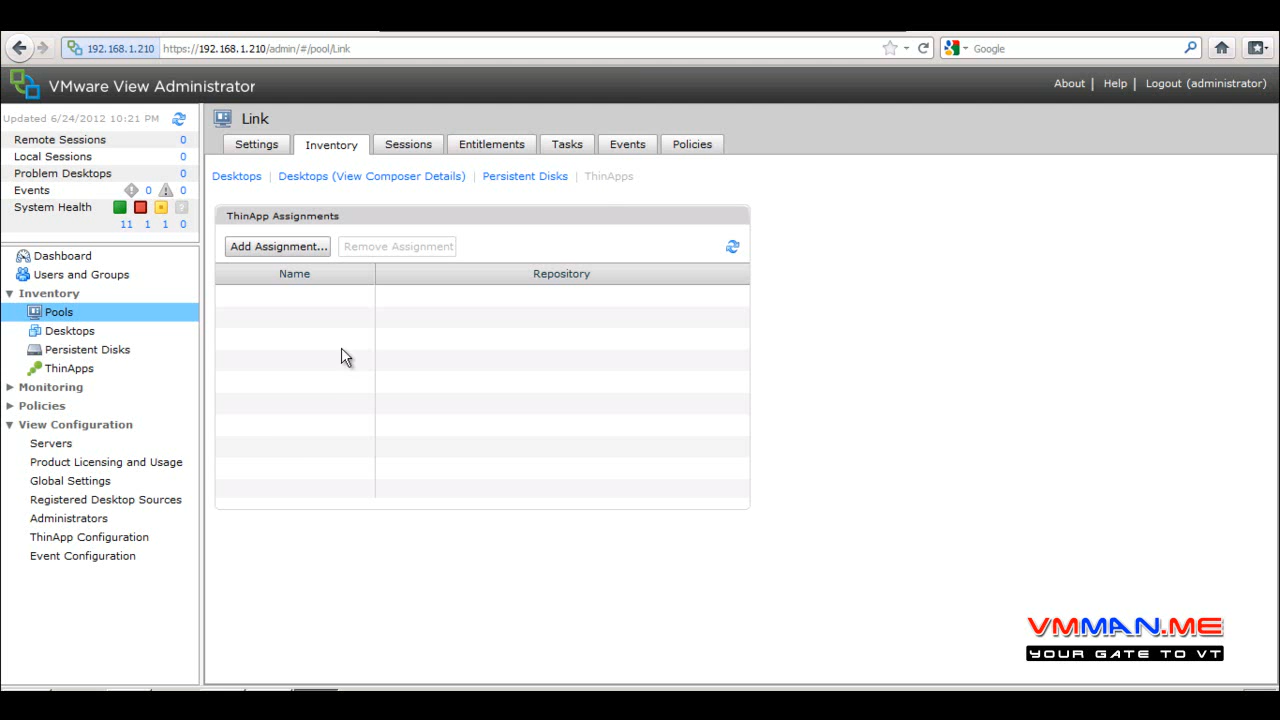 192.168.1.210 https://192.168.1.210/admin/#/pool/Link Google
VMware View Administrator
About | Help | Logout (administrator)
Updated 6/24/2012 10:21 PM
Remote Sessions 0
Local Sessions 0
Problem Desktops 0
Events 0 0
System Health
11 1 1 0
Dashboard
Users and Groups
Inventory
Pools
Desktops
Persistent Disks
ThinApps
Monitoring
Policies
View Configuration
Servers
Product Licensing and Usage
Global Settings
Registered Desktop Sources
Administrators
ThinApp Configuration
Event Configuration
Link
Settings Inventory Sessions Entitlements Tasks Events Policies
Desktops | Desktops (View Composer Details) | Persistent Disks | ThinApps
ThinApp Assignments
Add Assignment... Remove Assignment
Name Repository
VMMAN.ME
YOUR GATE TO VT